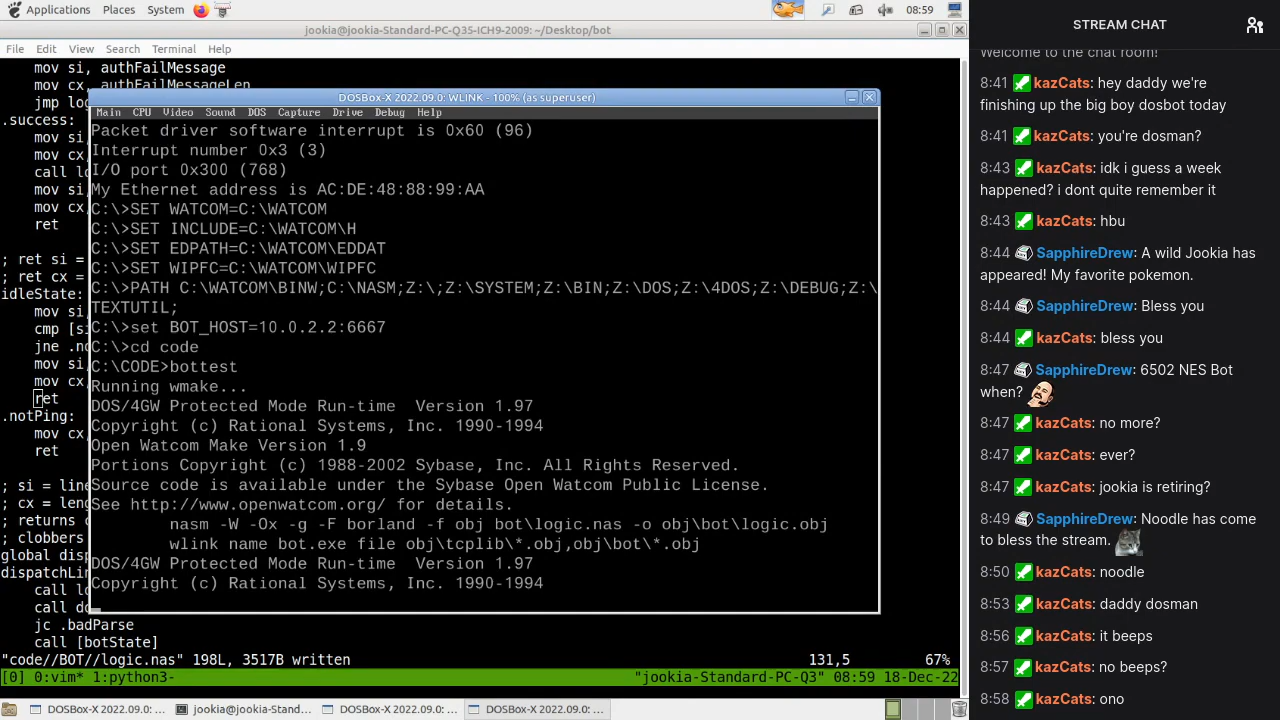 Applications Places System 08:59
jookia@jookia-Standard-PC-Q35-ICH9-2009: ~/Desktop/bot
File Edit View Search Terminal Help
mov si, authFailMessage
mov cx, authFailMessageLen
jmp lo
.success:
mov si
mov cx
call lo
mov si,
mov cx,
ret
; ret si =
; ret cx =
idleState:
mov si,
cmp [si
jne .no
mov si,
mov cx,
ret
.notPing:
mov cx,
ret
; si = line
; cx = leng
; returns c
; clobbers
global disp
dispatchLin
call lo
call do
jc .badParse
call [botState]
"code//BOT//logic.nas" 198L, 3517B written 131,5 67%
[0] 0:vim* 1:python3- "jookia-Standard-PC-Q3" 08:59 18-Dec-22
DOSBox-X 2022.09.0: WLINK - 100% (as superuser)
Main CPU Video Sound DOS Capture Drive Debug Help
Packet driver software interrupt is 0x60 (96)
Interrupt number 0x3 (3)
I/O port 0x300 (768)
My Ethernet address is AC:DE:48:88:99:AA
C:\>SET WATCOM=C:\WATCOM
C:\>SET INCLUDE=C:\WATCOM\H
C:\>SET EDPATH=C:\WATCOM\EDDAT
C:\>SET WIPFC=C:\WATCOM\WIPFC
C:\>PATH C:\WATCOM\BINW;C:\NASM;Z:\;Z:\SYSTEM;Z:\BIN;Z:\DOS;Z:\4DOS;Z:\DEBUG;Z:\
TEXTUTIL;
C:\>set BOT_HOST=10.0.2.2:6667
C:\>cd code
C:\CODE>bottest
Running wmake...
DOS/4GW Protected Mode Run-time Version 1.97
Copyright (c) Rational Systems, Inc. 1990-1994
Open Watcom Make Version 1.9
Portions Copyright (c) 1988-2002 Sybase, Inc. All Rights Reserved.
Source code is available under the Sybase Open Watcom Public License.
See http://www.openwatcom.org/ for details.
nasm -W -Ox -g -F borland -f obj bot\logic.nas -o obj\bot\logic.obj
wlink name bot.exe file obj\tcplib\*.obj,obj\bot\*.obj
DOS/4GW Protected Mode Run-time Version 1.97
Copyright (c) Rational Systems, Inc. 1990-1994
DOSBox-X 2022.09.0: ... jookia@jookia-Stand... DOSBox-X 2022.09.0: ... DOSBox-X 2022.09.0: ...
STREAM CHAT
Welcome to the chat room!
8:41 kazCats: hey daddy we're
finishing up the big boy dosbot today
8:41 kazCats: you're dosman?
8:43 kazCats: idk i guess a week
happened? i dont quite remember it
8:43 kazCats: hbu
8:44 SapphireDrew: A wild Jookia has
appeared! My favorite pokemon.
8:44 SapphireDrew: Bless you
8:44 kazCats: bless you
8:47 SapphireDrew: 6502 NES Bot
when?
8:47 kazCats: no more?
8:47 kazCats: ever?
8:47 kazCats: jookia is retiring?
8:49 SapphireDrew: Noodle has come
to bless the stream.
8:50 kazCats: noodle
8:53 kazCats: daddy dosman
8:56 kazCats: it beeps
8:57 kazCats: no beeps?
8:58 kazCats: ono